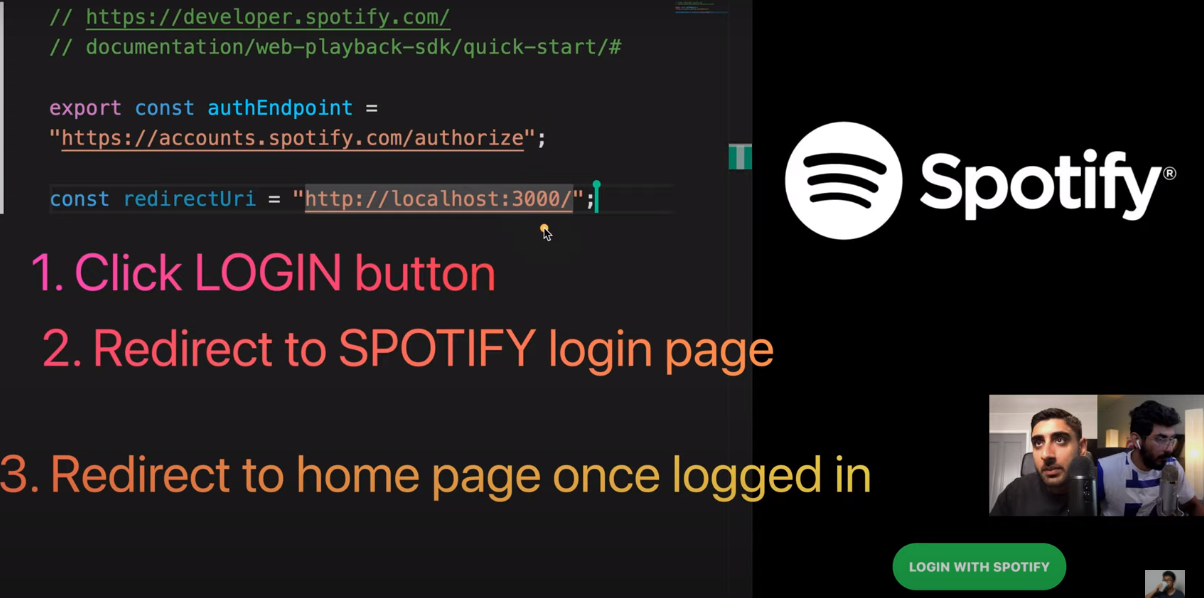 // https://developer.spotify.com/
// documentation/web-playback-sdk/quick-start/#
export const authEndpoint =
"https://accounts.spotify.com/authorize";
const redirectUri = "http://localhost:3000/";
1. Click LOGIN button
2. Redirect to SPOTIFY login page
3. Redirect to home page once logged in
Spotify®
LOGIN WITH SPOTIFY